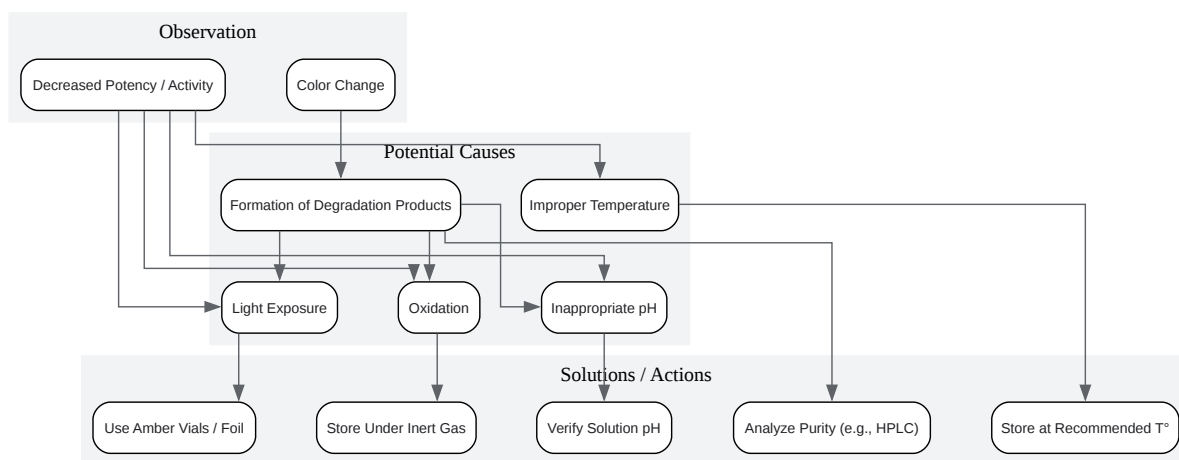 Observation
Decreased Potency / Activity
Color Change
Potential Causes
Formation of Degradation Products
Improper Temperature
Light Exposure
Oxidation
Inappropriate pH
Solutions / Actions
Use Amber Vials / Foil
Store Under Inert Gas
Verify Solution pH
Analyze Purity (e.g., HPLC)
Store at Recommended T°